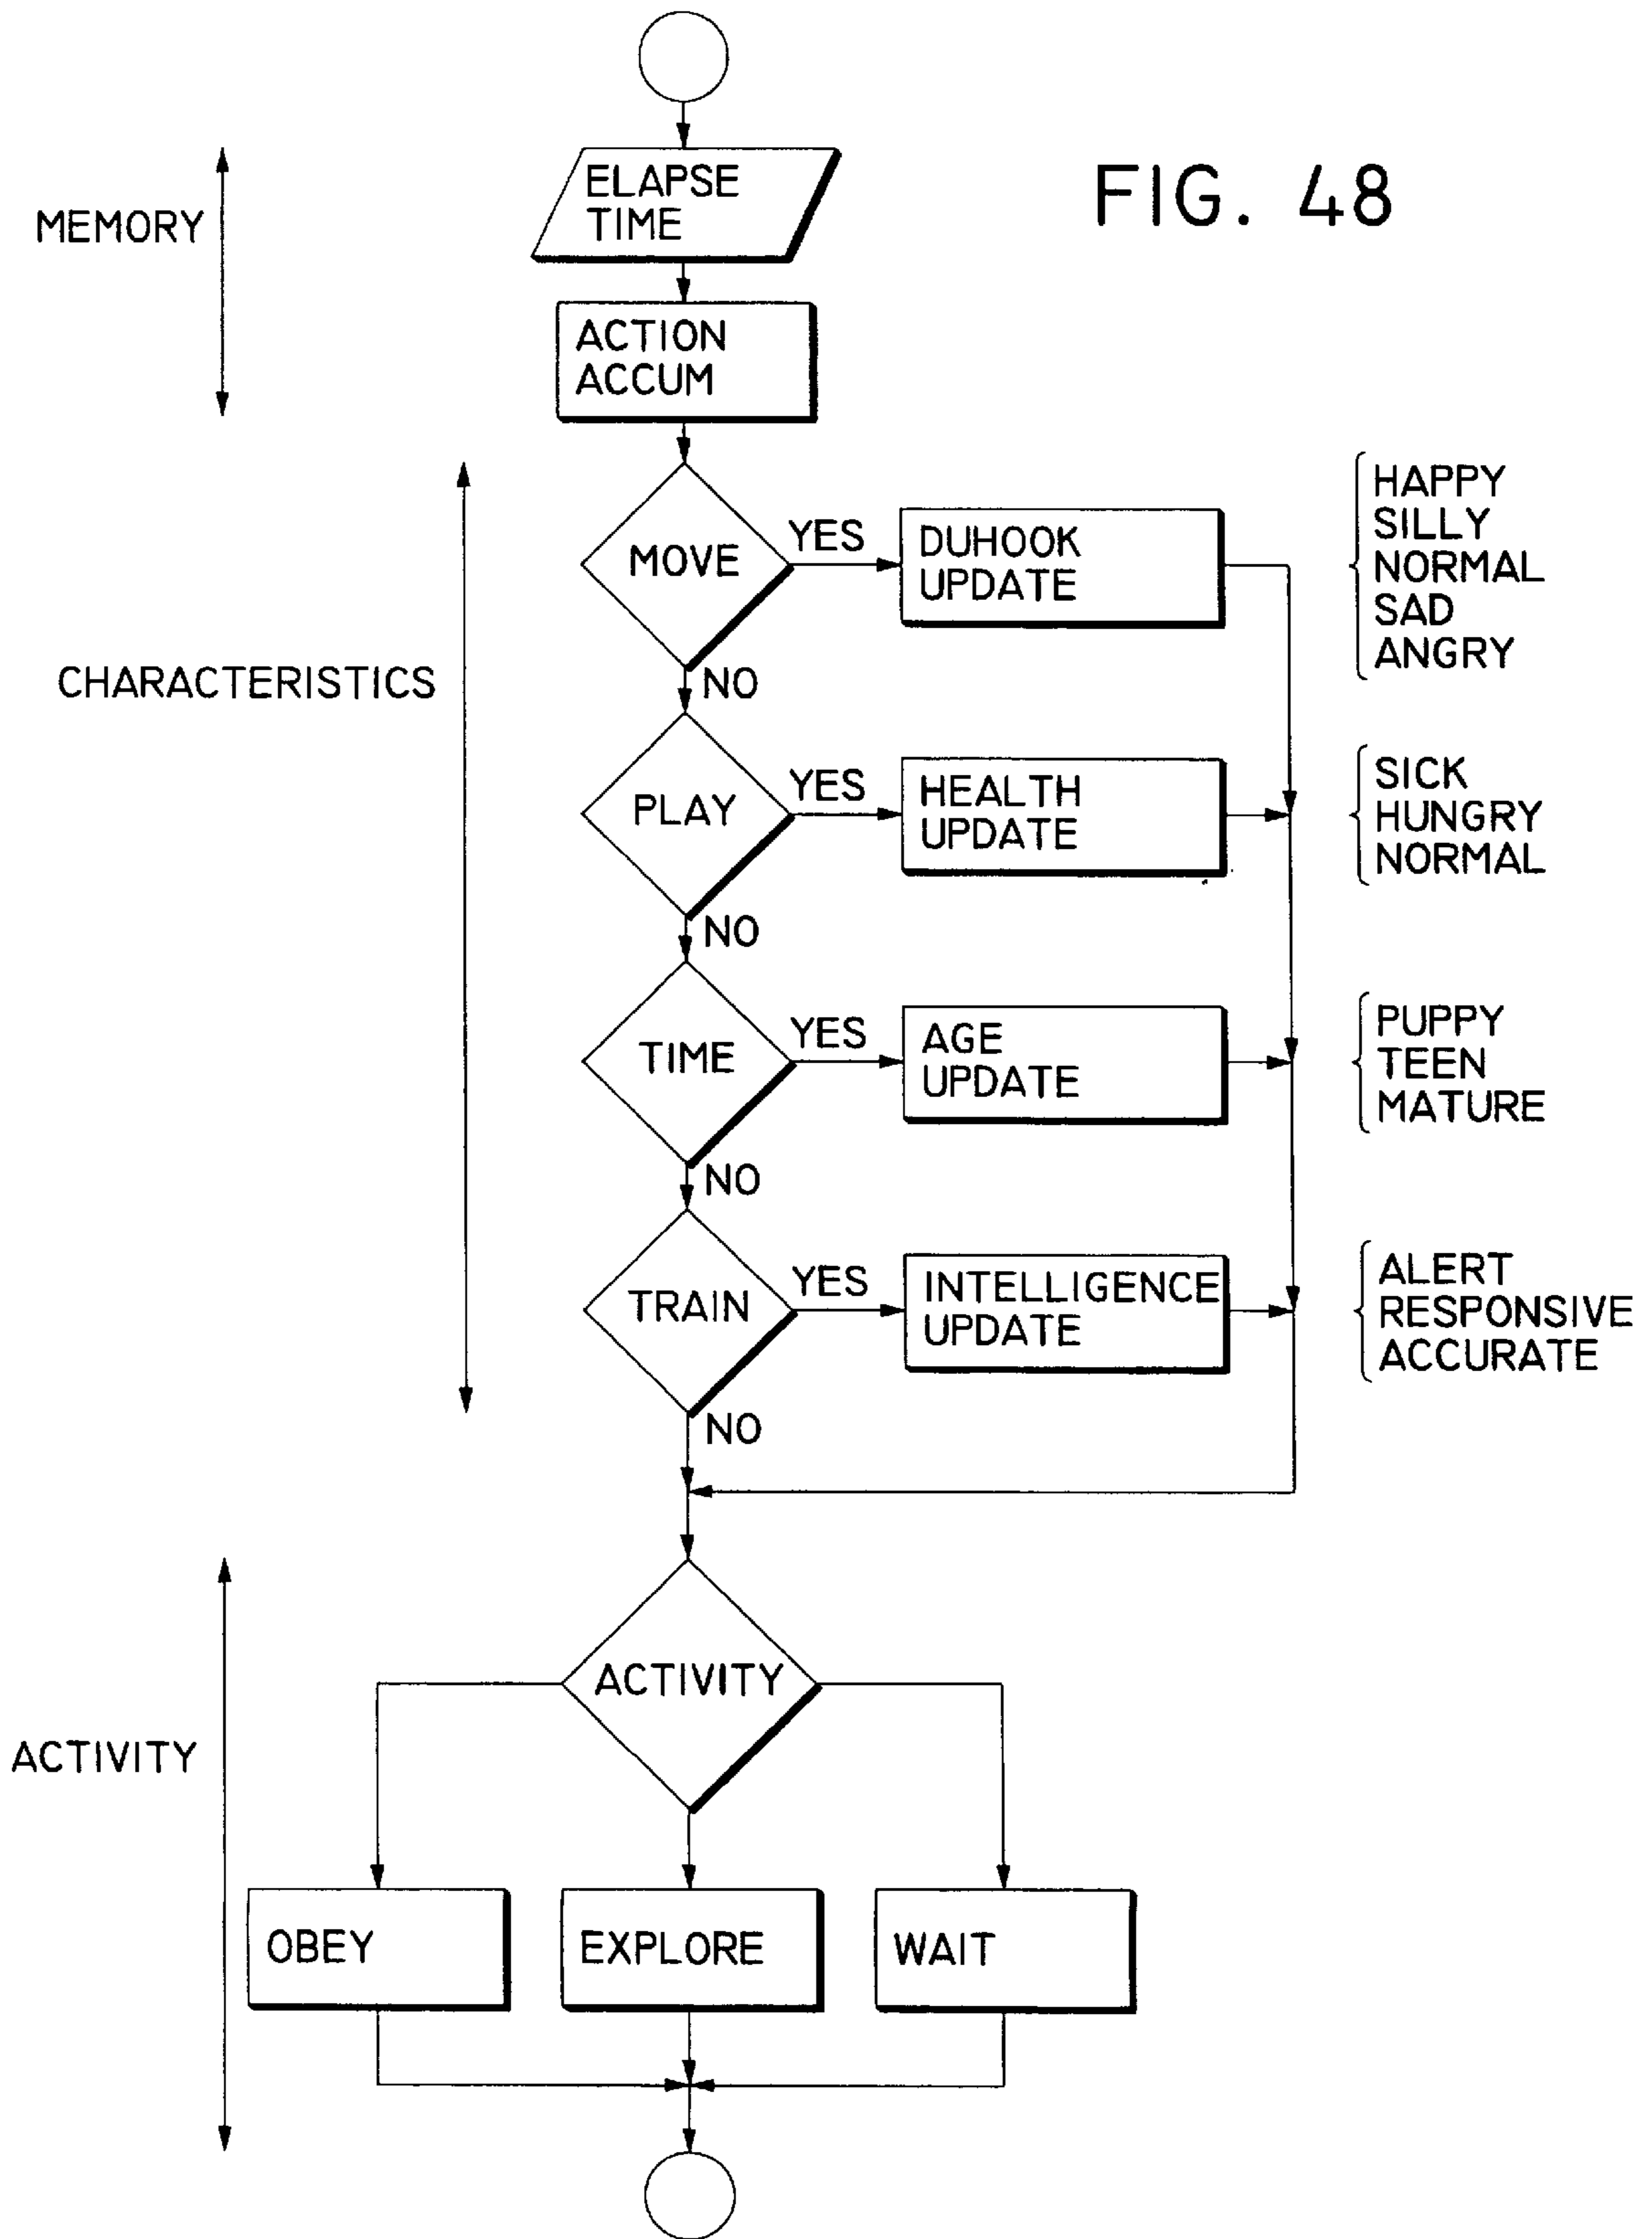 FIG. 48
MEMORY
ELAPSE
TIME
ACTION
ACCUM
CHARACTERISTICS
MOVE
YES
DUHOOK
UPDATE
HAPPY
SILLY
NORMAL
SAD
ANGRY
NO
PLAY
YES
HEALTH
UPDATE
SICK
HUNGRY
NORMAL
NO
TIME
YES
AGE
UPDATE
PUPPY
TEEN
MATURE
NO
TRAIN
YES
INTELLIGENCE
UPDATE
ALERT
RESPONSIVE
ACCURATE
NO
ACTIVITY
ACTIVITY
OBEY
EXPLORE
WAIT